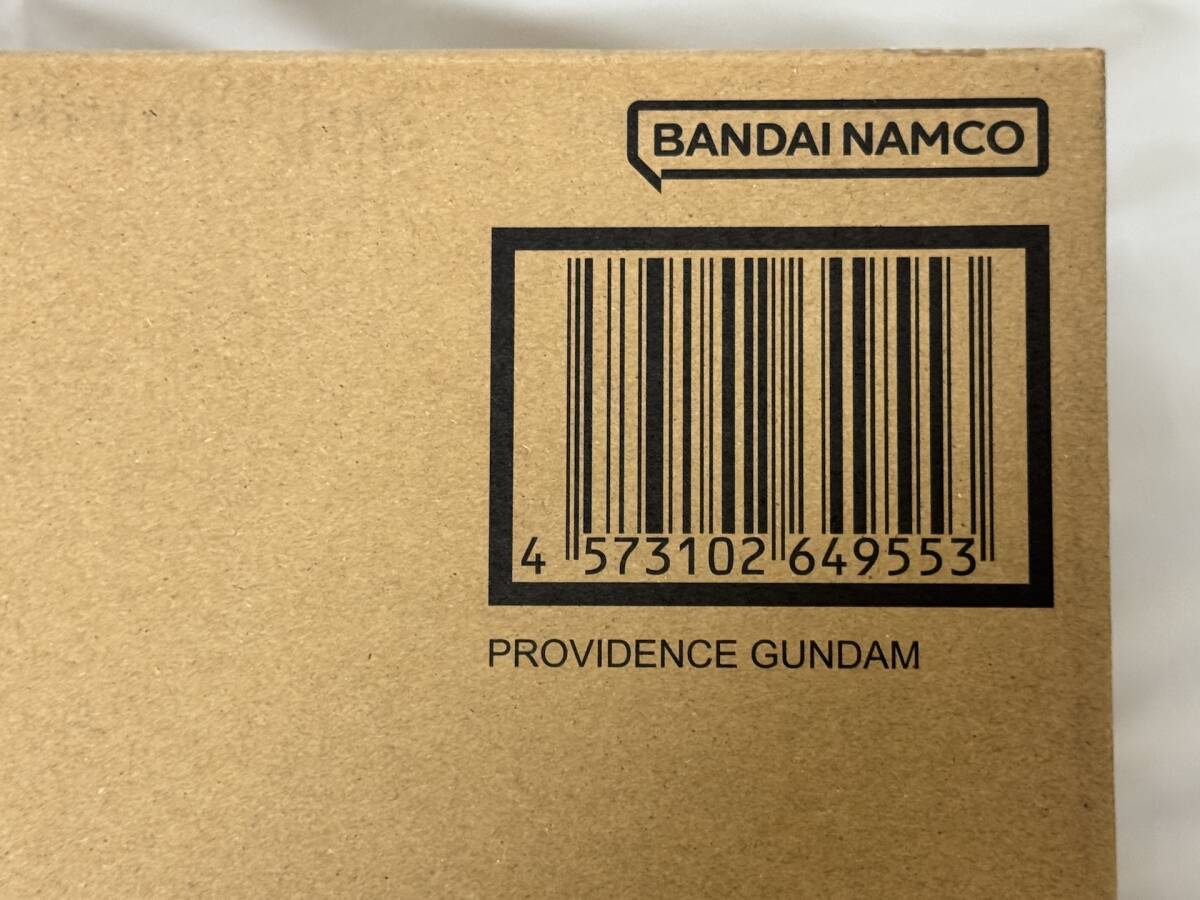 BANDAI NAMCO
4 573102 649553
PROVIDENCE GUNDAM